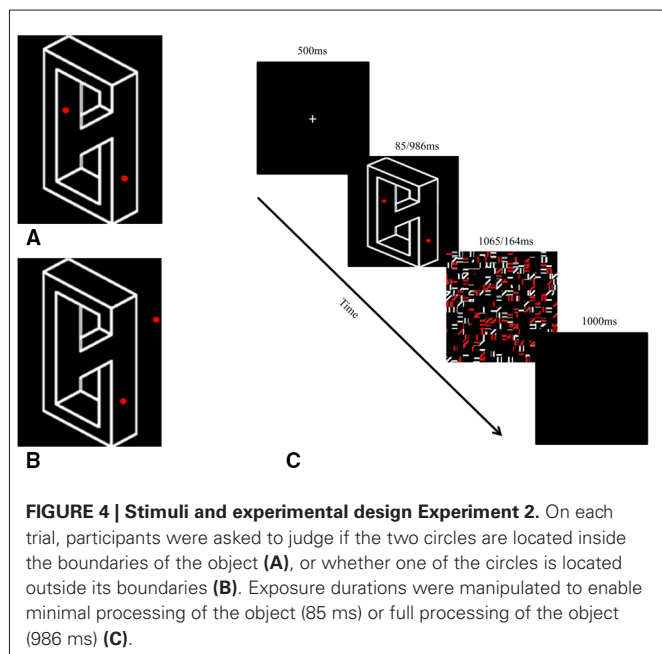 500ms
85/986ms
1065/164ms
1000ms
Time
A
B
C
FIGURE 4 | Stimuli and experimental design Experiment 2. On each
trial, participants were asked to judge if the two circles are located inside
the boundaries of the object (A), or whether one of the circles is located
outside its boundaries (B). Exposure durations were manipulated to enable
minimal processing of the object (85 ms) or full processing of the object
(986 ms) (C).